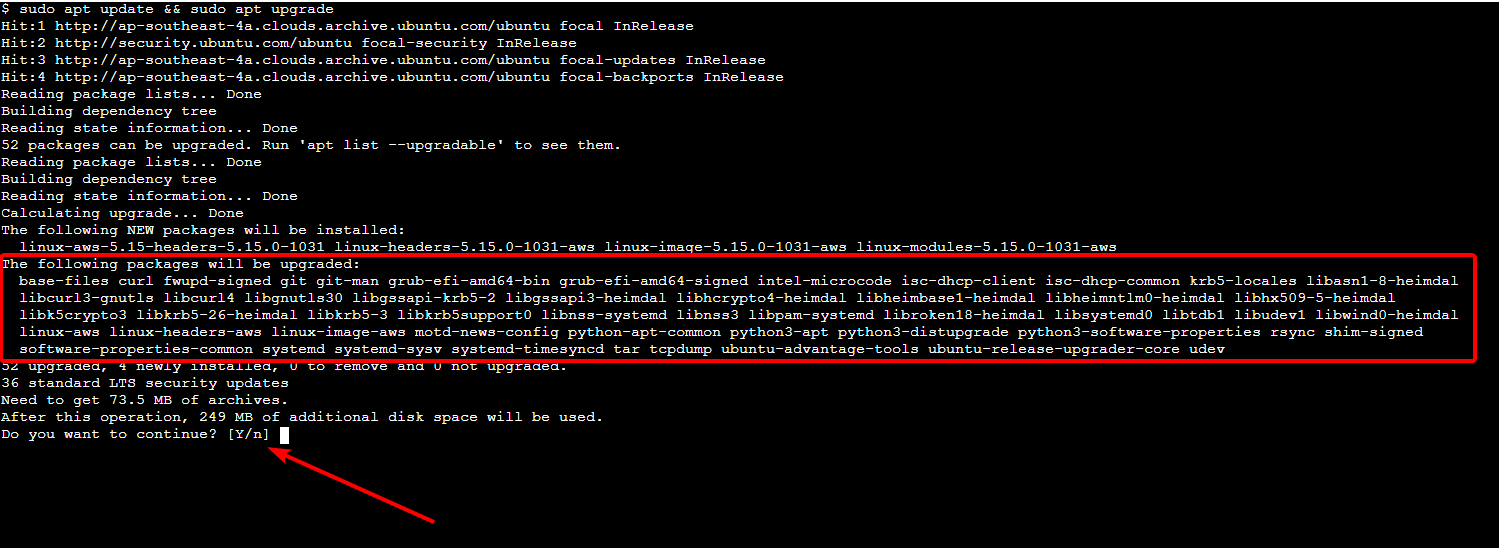 $ sudo apt update && sudo apt upgrade
Hit:1 http://ap-southeast-4a.clouds.archive.ubuntu.com/ubuntu focal InRelease
Hit:2 http://security.ubuntu.com/ubuntu focal-security InRelease
Hit:3 http://ap-southeast-4a.clouds.archive.ubuntu.com/ubuntu focal-updates InRelease
Hit:4 http://ap-southeast-4a.clouds.archive.ubuntu.com/ubuntu focal-backports InRelease
Reading package lists... Done
Building dependency tree
Reading state information... Done
52 packages can be upgraded. Run 'apt list --upgradable' to see them.
Reading package lists... Done
Building dependency tree
Reading state information... Done
Calculating upgrade... Done
The following NEW packages will be installed:
linux-aws-5.15-headers-5.15.0-1031 linux-headers-5.15.0-1031-aws linux-image-5.15.0-1031-aws linux-modules-5.15.0-1031-aws
The following packages will be upgraded:
base-files curl fwupd-signed git git-man grub-efi-amd64-bin grub-efi-amd64-signed intel-microcode isc-dhcp-client isc-dhcp-common krb5-locales libasn1-8-heimdal
libcurl3-gnutls libcurl4 libgnutls30 libgssapi-krb5-2 libgssapi3-heimdal libhcrypto4-heimdal libheimbase1-heimdal libheimntlm0-heimdal libhx509-5-heimdal
libk5crypto3 libkrb5-26-heimdal libkrb5-3 libkrb5support0 libnss-systemd libnss3 libpam-systemd libroken18-heimdal libsystemd0 libtdb1 libudev1 libwind0-heimdal
linux-aws linux-headers-aws linux-image-aws motd-news-config python-apt-common python3-apt python3-distupgrade python3-software-properties rsync shim-signed
software-properties-common systemd systemd-sysv systemd-timesyncd tar tcpdump ubuntu-advantage-tools ubuntu-release-upgrader-core udev
52 upgraded, 4 newly installed, 0 to remove and 0 not upgraded.
36 standard LTS security updates
Need to get 73.5 MB of archives.
After this operation, 249 MB of additional disk space will be used.
Do you want to continue? [Y/n]